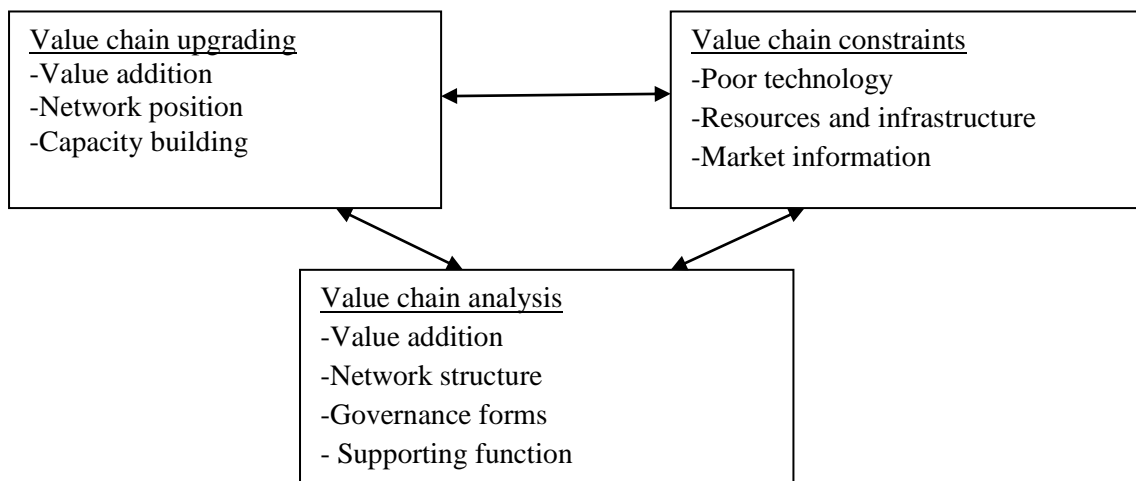 Value chain upgrading
-Value addition
-Network position
-Capacity building
Value chain constraints
-Poor technology
-Resources and infrastructure
-Market information
Value chain analysis
-Value addition
-Network structure
-Governance forms
- Supporting function